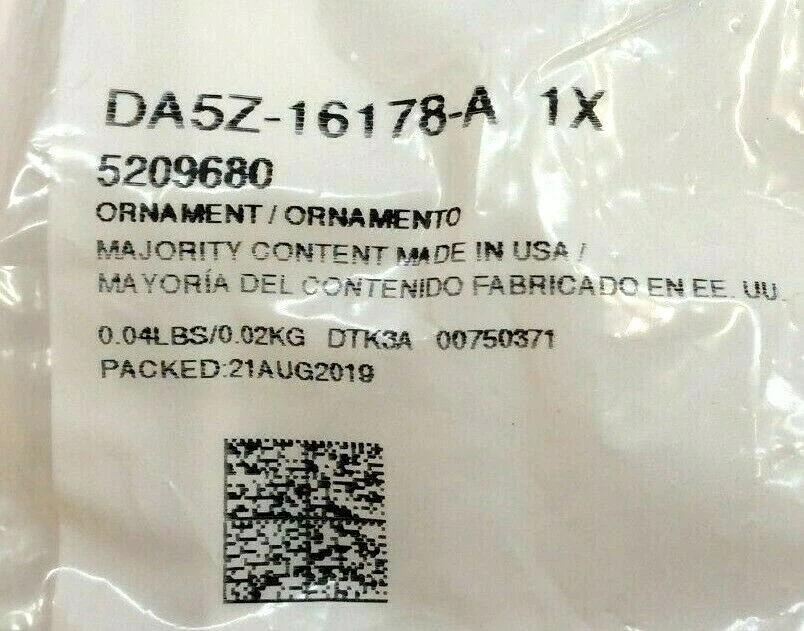 DA5Z-16178-A 1X
5209680
ORNAMENT / ORNAMENTO
MAJORITY CONTENT MADE IN USA /
MAYORÍA DEL CONTENIDO FABRICADO EN EE. UU.
0.04LBS/0.02KG DTK3A 00750371
PACKED:21AUG2019